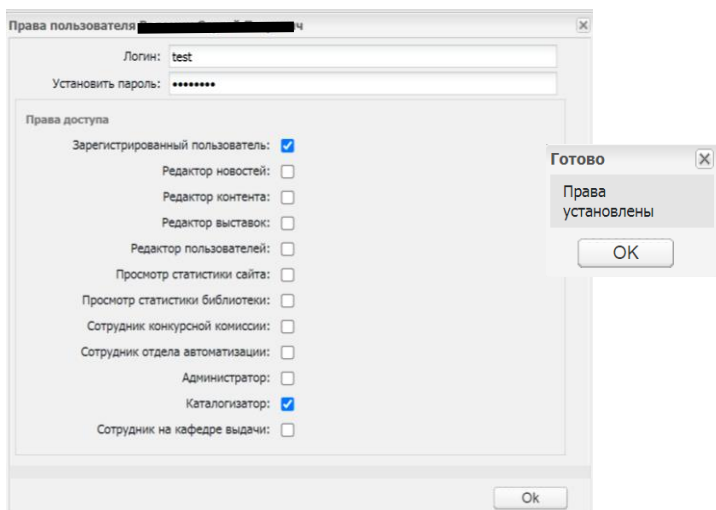 Права пользователя
Логин: test
Установить пароль: ••••••••
Права доступа
Зарегистрированный пользователь:
Редактор новостей:
Редактор контента:
Редактор выставок:
Редактор пользователей:
Просмотр статистики сайта:
Просмотр статистики библиотеки:
Сотрудник конкурсной комиссии:
Сотрудник отдела автоматизации:
Администратор:
Каталогизатор:
Сотрудник на кафедре выдачи:
Ok
Готово
Права
установлены
OK